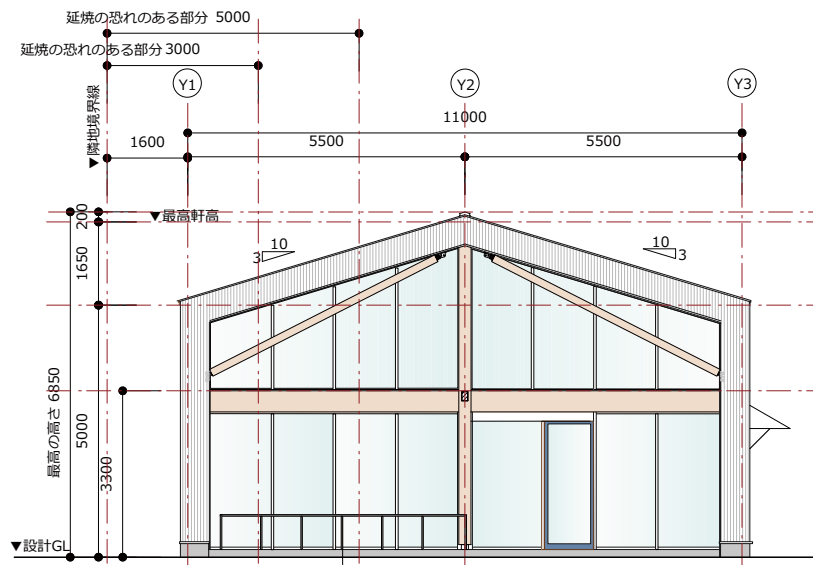 延焼の恐れのある部分 5000
延焼の恐れのある部分 3000
▼隣地境界線
Y1
Y2
Y3
11000
1600
5500
5500
▼最高軒高
200
1650
10
3
10
3
最高の高さ 6850
5000
3300
▼設計GL